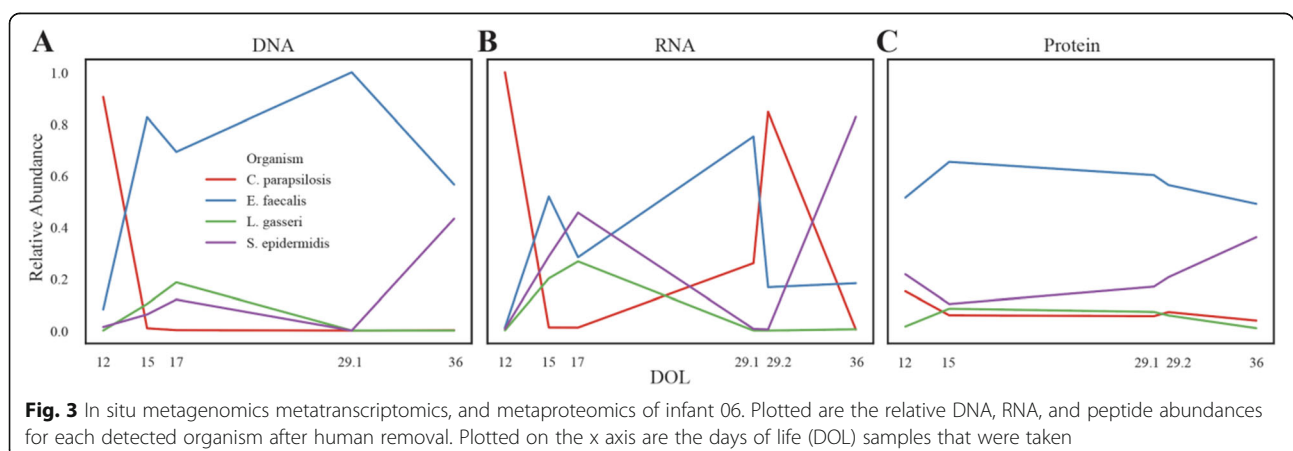 A DNA B RNA C Protein
1.0
0.8
0.6
0.4
0.2
0.0
Relative Abundance
Organism
C. parapsilosis
E. faecalis
L. gasseri
S. epidermidis
12 15 17 29.1 36 12 15 17 29.1 29.2 36 12 15 29.1 29.2 36
DOL
Fig. 3 In situ metagenomics metatranscriptomics, and metaproteomics of infant 06. Plotted are the relative DNA, RNA, and peptide abundances
for each detected organism after human removal. Plotted on the x axis are the days of life (DOL) samples that were taken